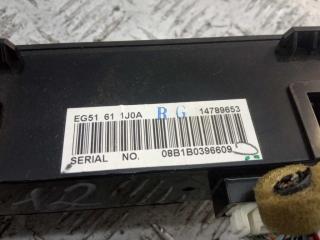 EG51 61 1J0A R G 14789653
SERIAL NO. 08B1B0396609